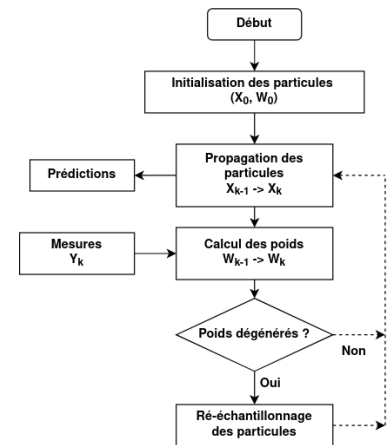 Début
Initialisation des particules
(X₀, W₀)
Propagation des
particules
Xₖ₋₁ -> Xₖ
Prédictions
Mesures
Yₖ
Calcul des poids
Wₖ₋₁ -> Wₖ
Poids dégénérés ?
Non
Oui
Ré-échantillonnage
des particules